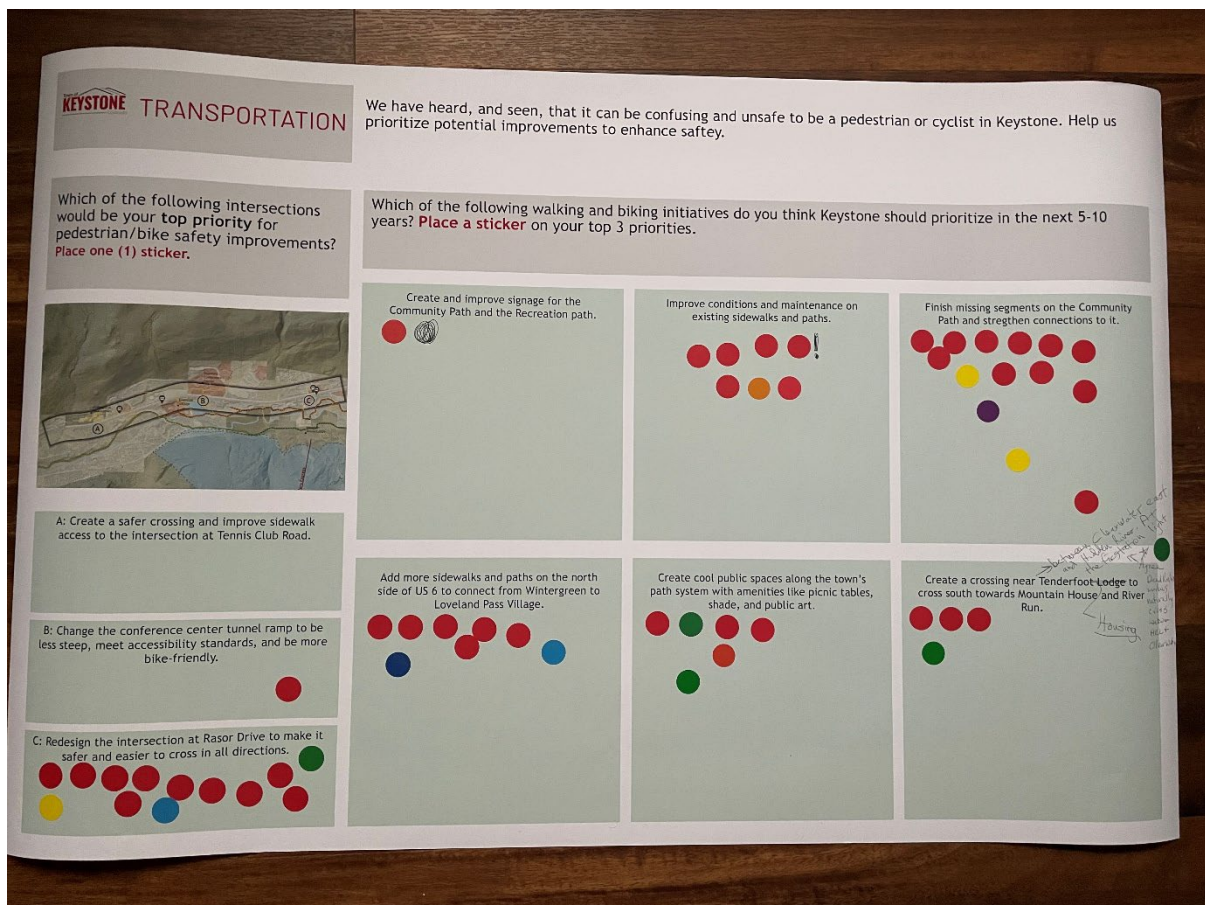 Town of
KEYSTONE
TRANSPORTATION
We have heard, and seen, that it can be confusing and unsafe to be a pedestrian or cyclist in Keystone. Help us
prioritize potential improvements to enhance saftey.
Which of the following intersections
would be your top priority for
pedestrian/bike safety improvements?
Place one (1) sticker.
Which of the following walking and biking initiatives do you think Keystone should prioritize in the next 5-10
years? Place a sticker on your top 3 priorities.
A
B
C
A: Create a safer crossing and improve sidewalk
access to the intersection at Tennis Club Road.
B: Change the conference center tunnel ramp to be
less steep, meet accessibility standards, and be more
bike-friendly.
C: Redesign the intersection at Rasor Drive to make it
safer and easier to cross in all directions.
Create and improve signage for the
Community Path and the Recreation path.
Improve conditions and maintenance on
existing sidewalks and paths.
!
Finish missing segments on the Community
Path and stregthen connections to it.
Add more sidewalks and paths on the north
side of US 6 to connect from Wintergreen to
Loveland Pass Village.
Create cool public spaces along the town's
path system with amenities like picnic tables,
shade, and public art.
between Clearwater east
and
Create a crossing near Tenderfoot Lodge to
cross south towards Mountain House and River
Run.
Housing